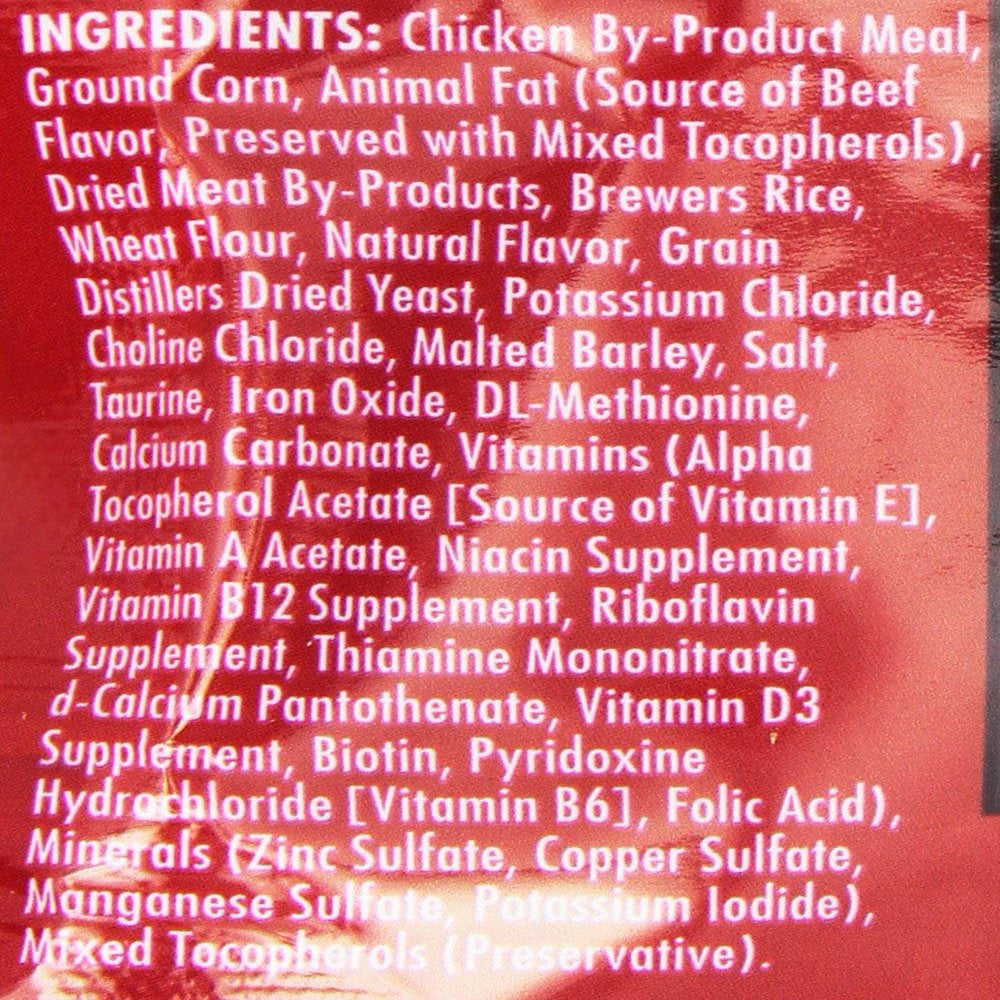 INGREDIENTS: Chicken By-Product Meal,
Ground Corn, Animal Fat (Source of Beef
Flavor, Preserved with Mixed Tocopherols),
Dried Meat By-Products, Brewers Rice,
Wheat Flour, Natural Flavor, Grain
Distillers Dried Yeast, Potassium Chloride,
Choline Chloride, Malted Barley, Salt,
Taurine, Iron Oxide, DL-Methionine,
Calcium Carbonate, Vitamins (Alpha
Tocopherol Acetate [Source of Vitamin E],
Vitamin A Acetate, Niacin Supplement,
Vitamin B12 Supplement, Riboflavin
Supplement, Thiamine Mononitrate,
d-Calcium Pantothenate, Vitamin D3
Supplement, Biotin, Pyridoxine
Hydrochloride [Vitamin B6], Folic Acid),
Minerals (Zinc Sulfate, Copper Sulfate,
Manganese Sulfate, Potassium Iodide),
Mixed Tocopherols (Preservative).